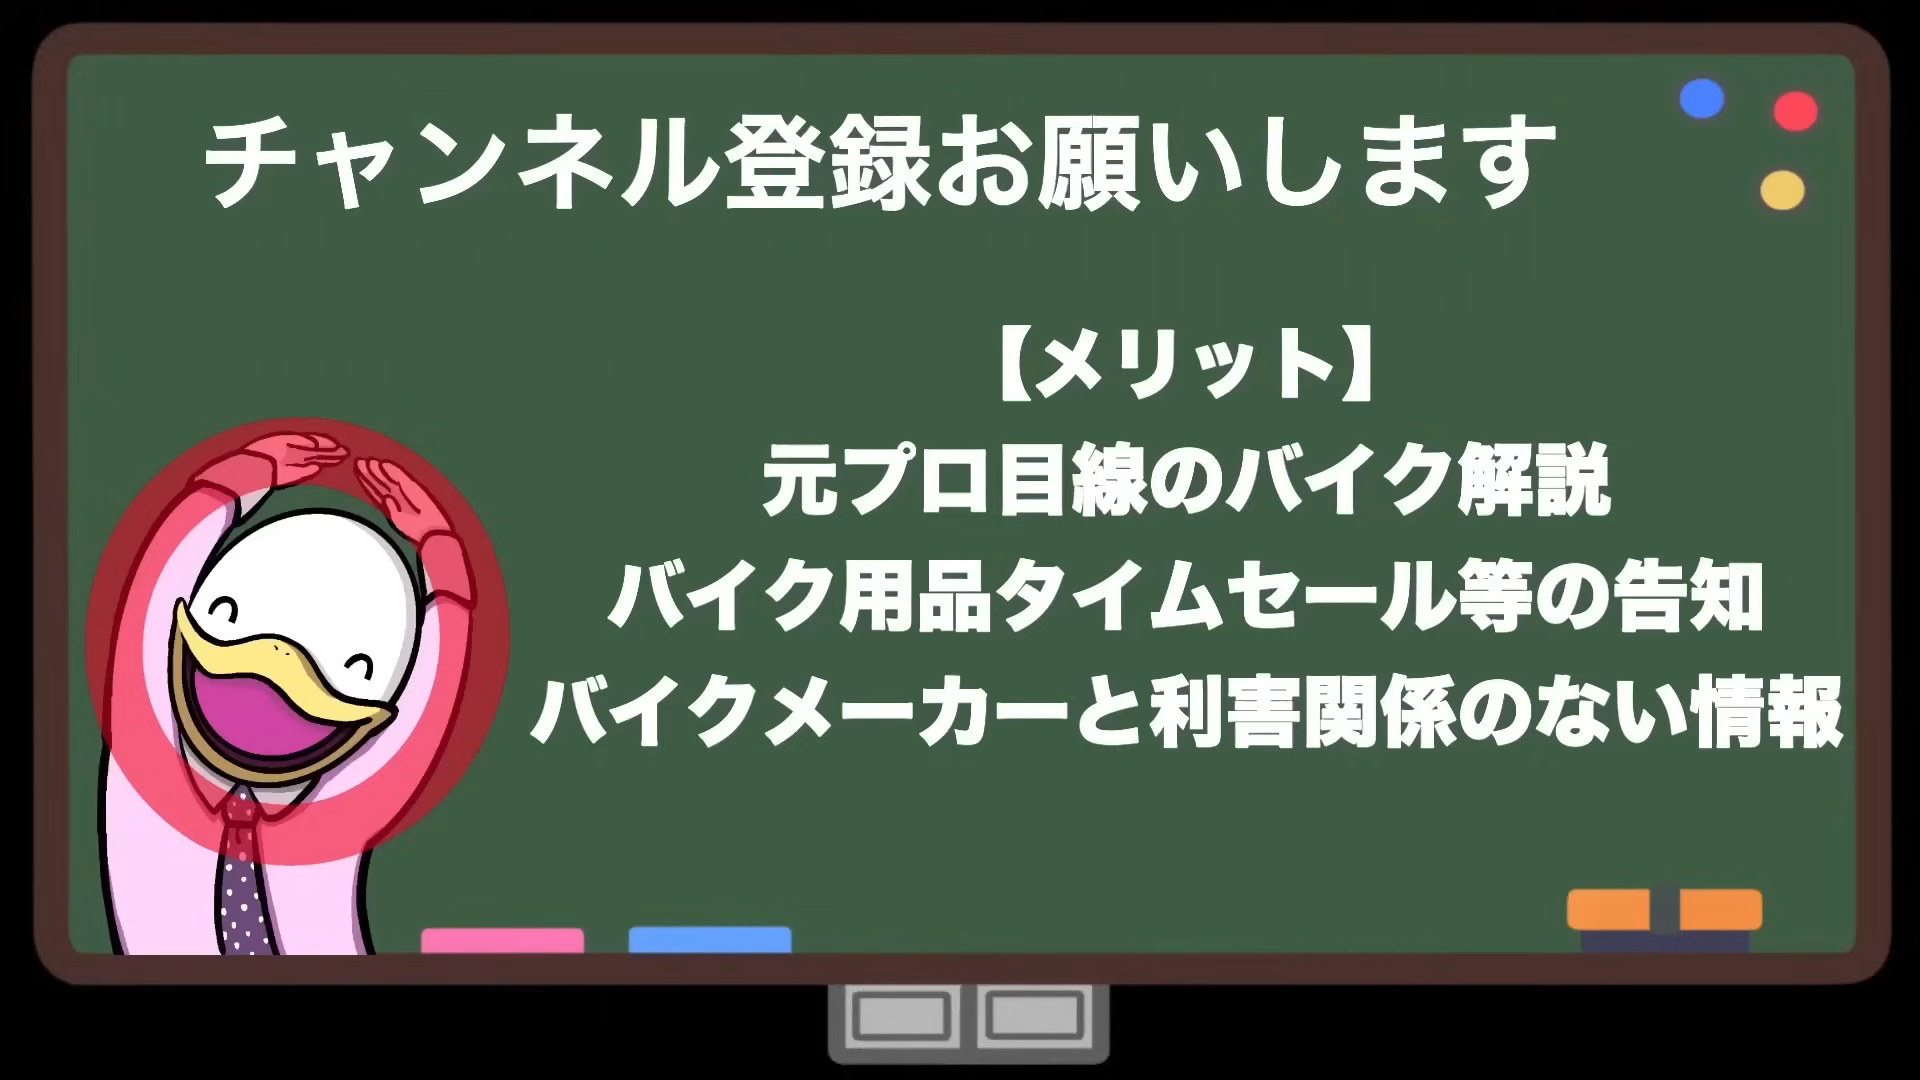 チャンネル登録お願いします
【メリット】
元プロ目線のバイク解説
バイク用品タイムセール等の告知
バイクメーカーと利害関係のない情報